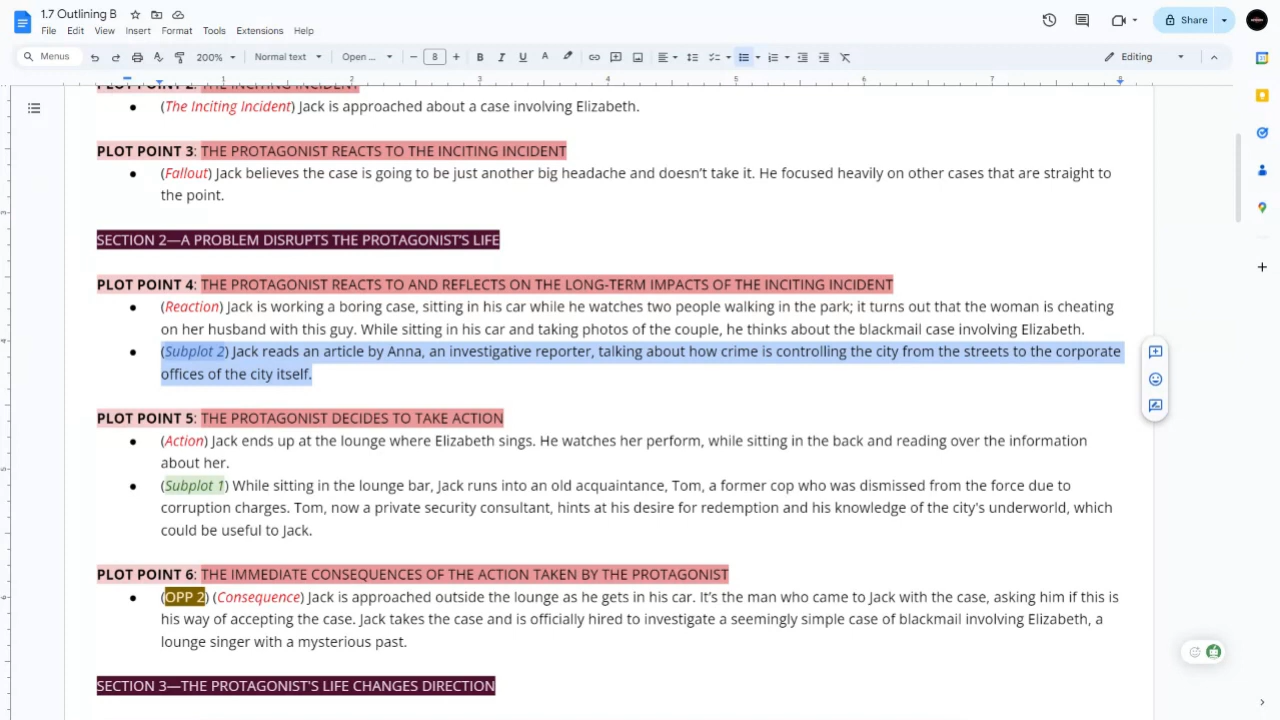 1.7 Outlining B
File Edit View Insert Format Tools Extensions Help
Share
Menus 200% Normal text Open ... 8 B I U A Editing
1 2 3 4 5 6 7 8
PLOT POINT 2: THE INCITING INCIDENT
● (The Inciting Incident) Jack is approached about a case involving Elizabeth.
PLOT POINT 3: THE PROTAGONIST REACTS TO THE INCITING INCIDENT
● (Fallout) Jack believes the case is going to be just another big headache and doesn’t take it. He focused heavily on other cases that are straight to
the point.
SECTION 2—A PROBLEM DISRUPTS THE PROTAGONIST’S LIFE
PLOT POINT 4: THE PROTAGONIST REACTS TO AND REFLECTS ON THE LONG-TERM IMPACTS OF THE INCITING INCIDENT
● (Reaction) Jack is working a boring case, sitting in his car while he watches two people walking in the park; it turns out that the woman is cheating
on her husband with this guy. While sitting in his car and taking photos of the couple, he thinks about the blackmail case involving Elizabeth.
● (Subplot 2) Jack reads an article by Anna, an investigative reporter, talking about how crime is controlling the city from the streets to the corporate
offices of the city itself.
PLOT POINT 5: THE PROTAGONIST DECIDES TO TAKE ACTION
● (Action) Jack ends up at the lounge where Elizabeth sings. He watches her perform, while sitting in the back and reading over the information
about her.
● (Subplot 1) While sitting in the lounge bar, Jack runs into an old acquaintance, Tom, a former cop who was dismissed from the force due to
corruption charges. Tom, now a private security consultant, hints at his desire for redemption and his knowledge of the city's underworld, which
could be useful to Jack.
PLOT POINT 6: THE IMMEDIATE CONSEQUENCES OF THE ACTION TAKEN BY THE PROTAGONIST
● (OPP 2) (Consequence) Jack is approached outside the lounge as he gets in his car. It’s the man who came to Jack with the case, asking him if this is
his way of accepting the case. Jack takes the case and is officially hired to investigate a seemingly simple case of blackmail involving Elizabeth, a
lounge singer with a mysterious past.
SECTION 3—THE PROTAGONIST’S LIFE CHANGES DIRECTION